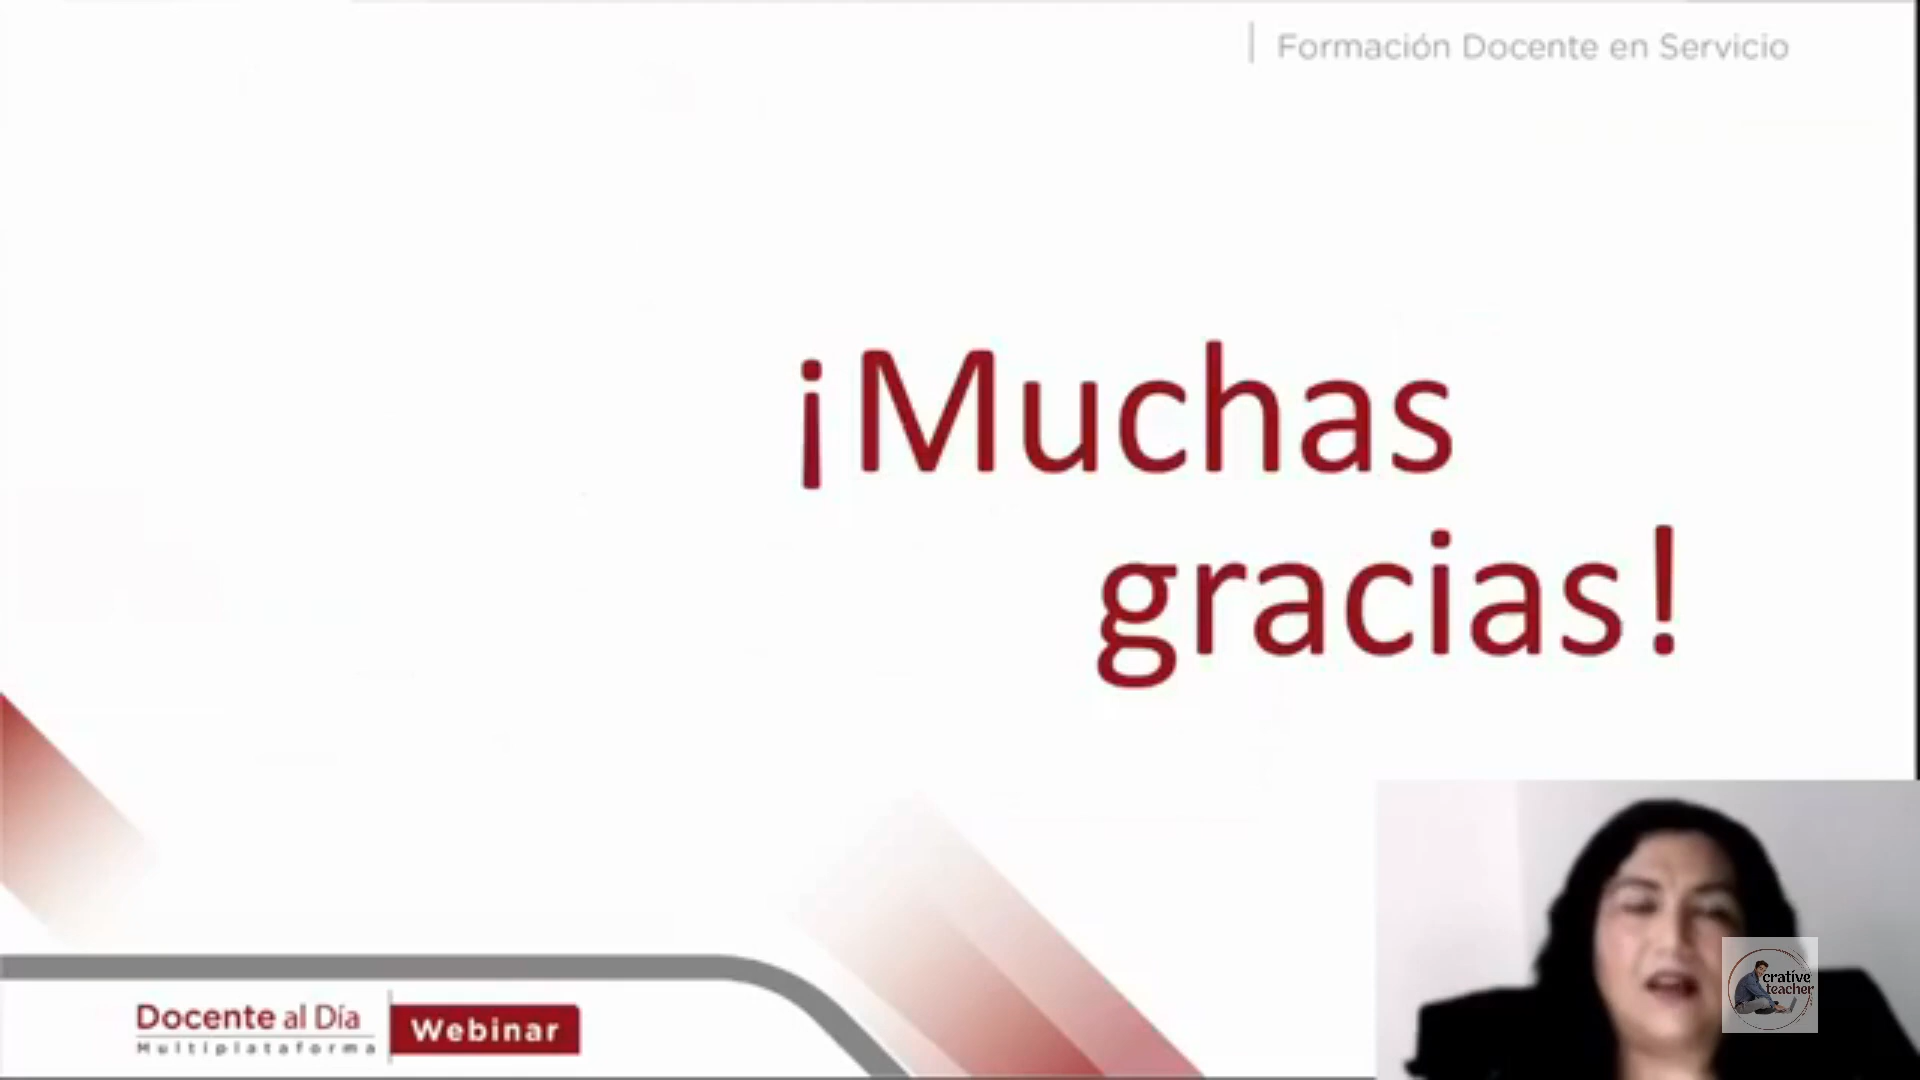 Formación Docente en Servicio
¡Muchas
gracias!
Docente al Día
Multiplataforma
Webinar
crative
teacher